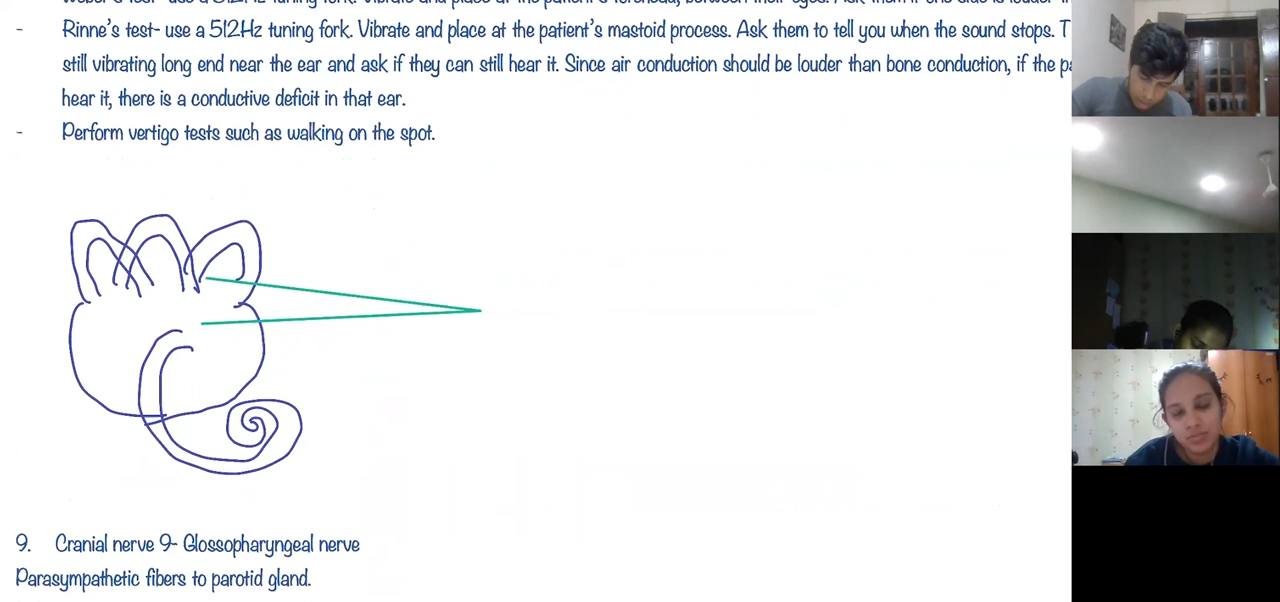 - Rinne's test- use a 512Hz tuning fork. Vibrate and place at the patient's mastoid process. Ask them to tell you when the sound stops. T
still vibrating long end near the ear and ask if they can still hear it. Since air conduction should be louder than bone conduction, if the pa
hear it, there is a conductive deficit in that ear.
- Perform vertigo tests such as walking on the spot.
9. Cranial nerve 9- Glossopharyngeal nerve
Parasympathetic fibers to parotid gland.